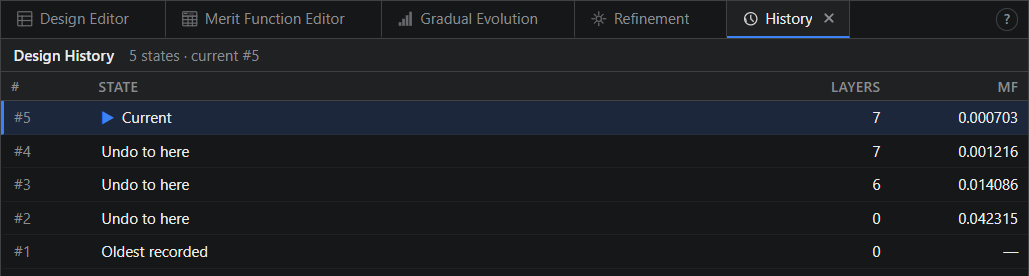 Design Editor Merit Function Editor Gradual Evolution Refinement History × ?
Design History 5 states · current #5
# STATE LAYERS MF
#5 ▶ Current 7 0.000703
#4 Undo to here 7 0.001216
#3 Undo to here 6 0.014086
#2 Undo to here 0 0.042315
#1 Oldest recorded 0 —